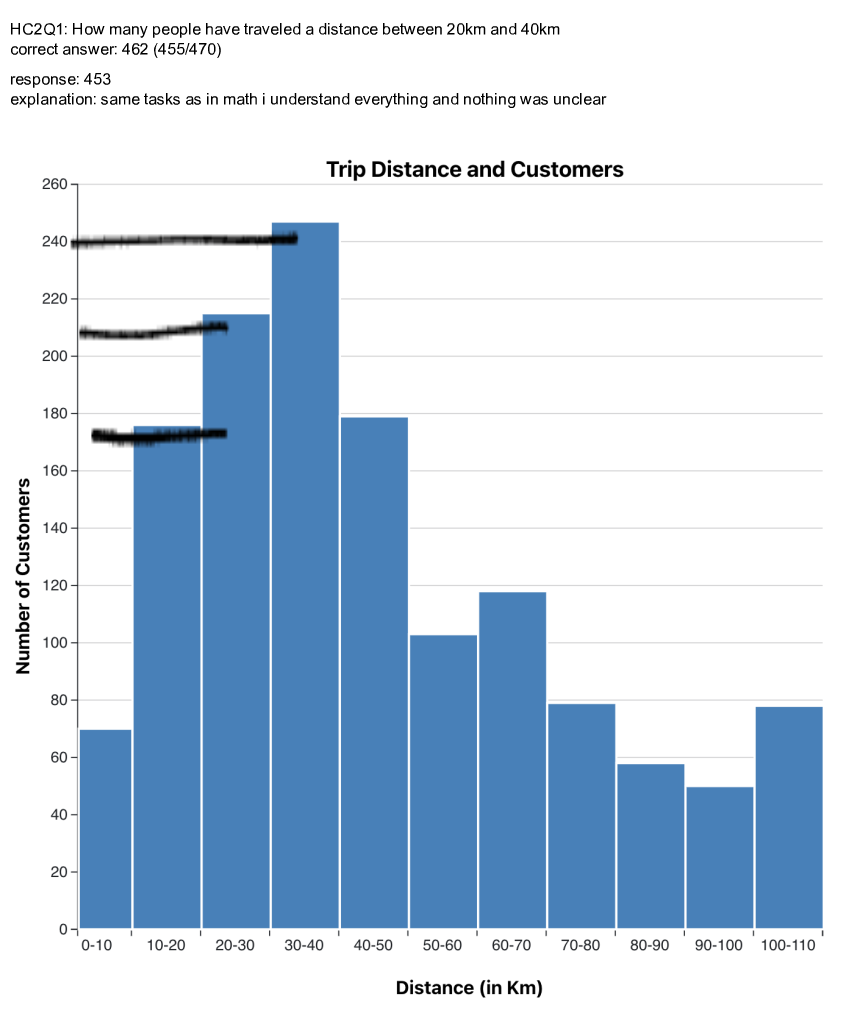 HC2Q1: How many people have traveled a distance between 20km and 40km
correct answer: 462 (455/470)
response: 453
explanation: same tasks as in math i understand everything and nothing was unclear
Trip Distance and Customers
260
240
220
200
180
160
140
120
100
80
60
40
20
0
Number of Customers
0-10 10-20 20-30 30-40 40-50 50-60 60-70 70-80 80-90 90-100 100-110
Distance (in Km)